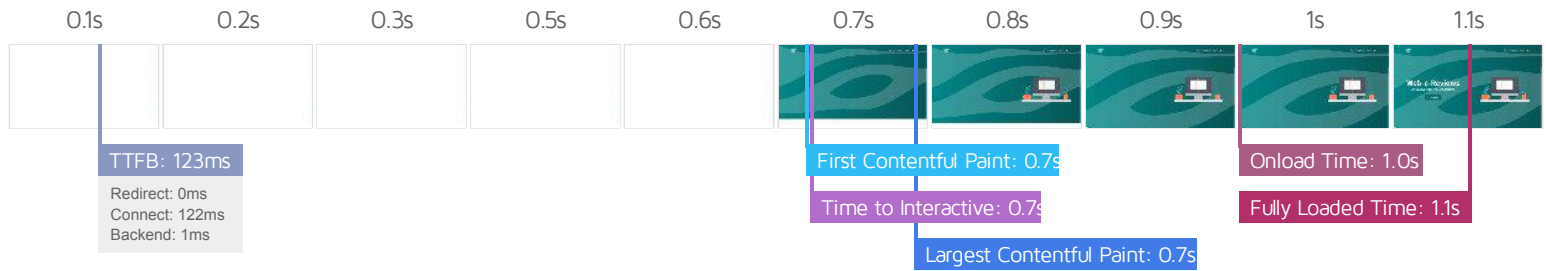 0.1s 0.2s 0.3s 0.5s 0.6s 0.7s 0.8s 0.9s 1s 1.1s
Web e Reviews
TTFB: 123ms
Redirect: 0ms
Connect: 122ms
Backend: 1ms
First Contentful Paint: 0.7s
Time to Interactive: 0.7s
Largest Contentful Paint: 0.7s
Onload Time: 1.0s
Fully Loaded Time: 1.1s